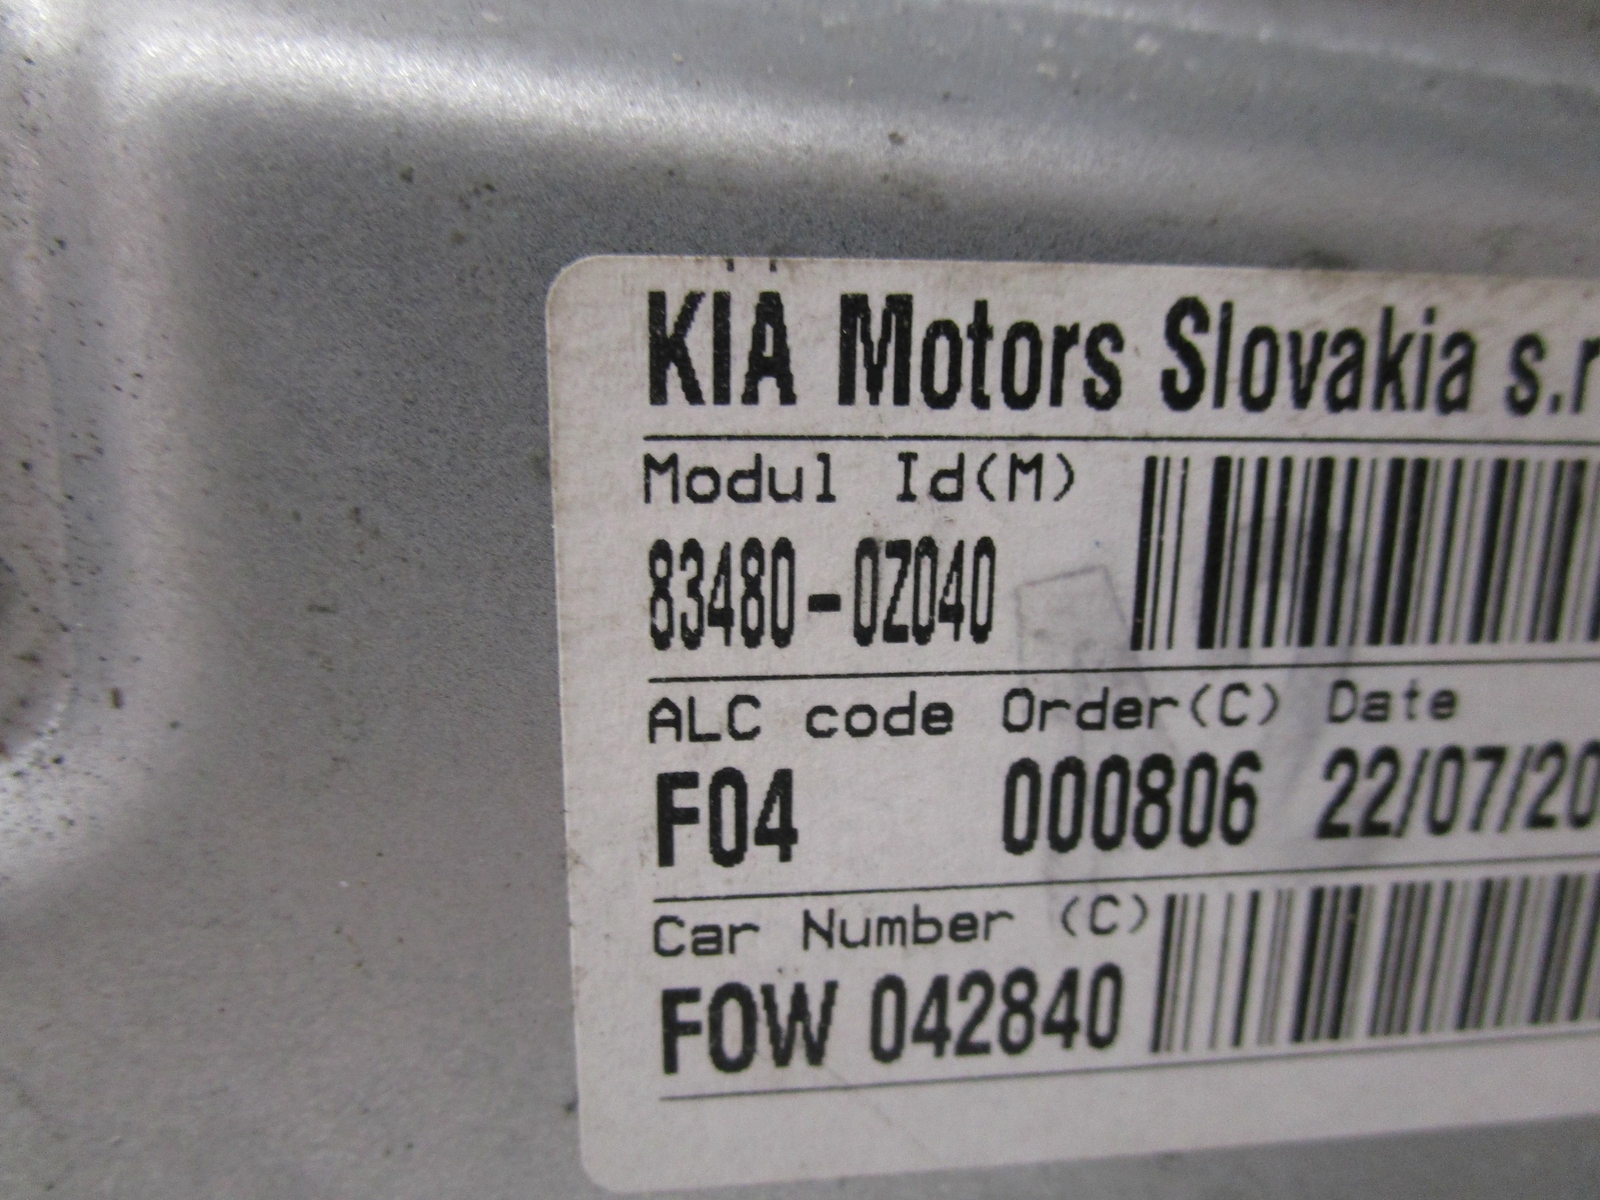 KIA Motors Slovakia s.r
Modul Id(M)
83480-0Z040
ALC code Order(C) Date
F04 000806 22/07/20
Car Number (C)
F0W 042840